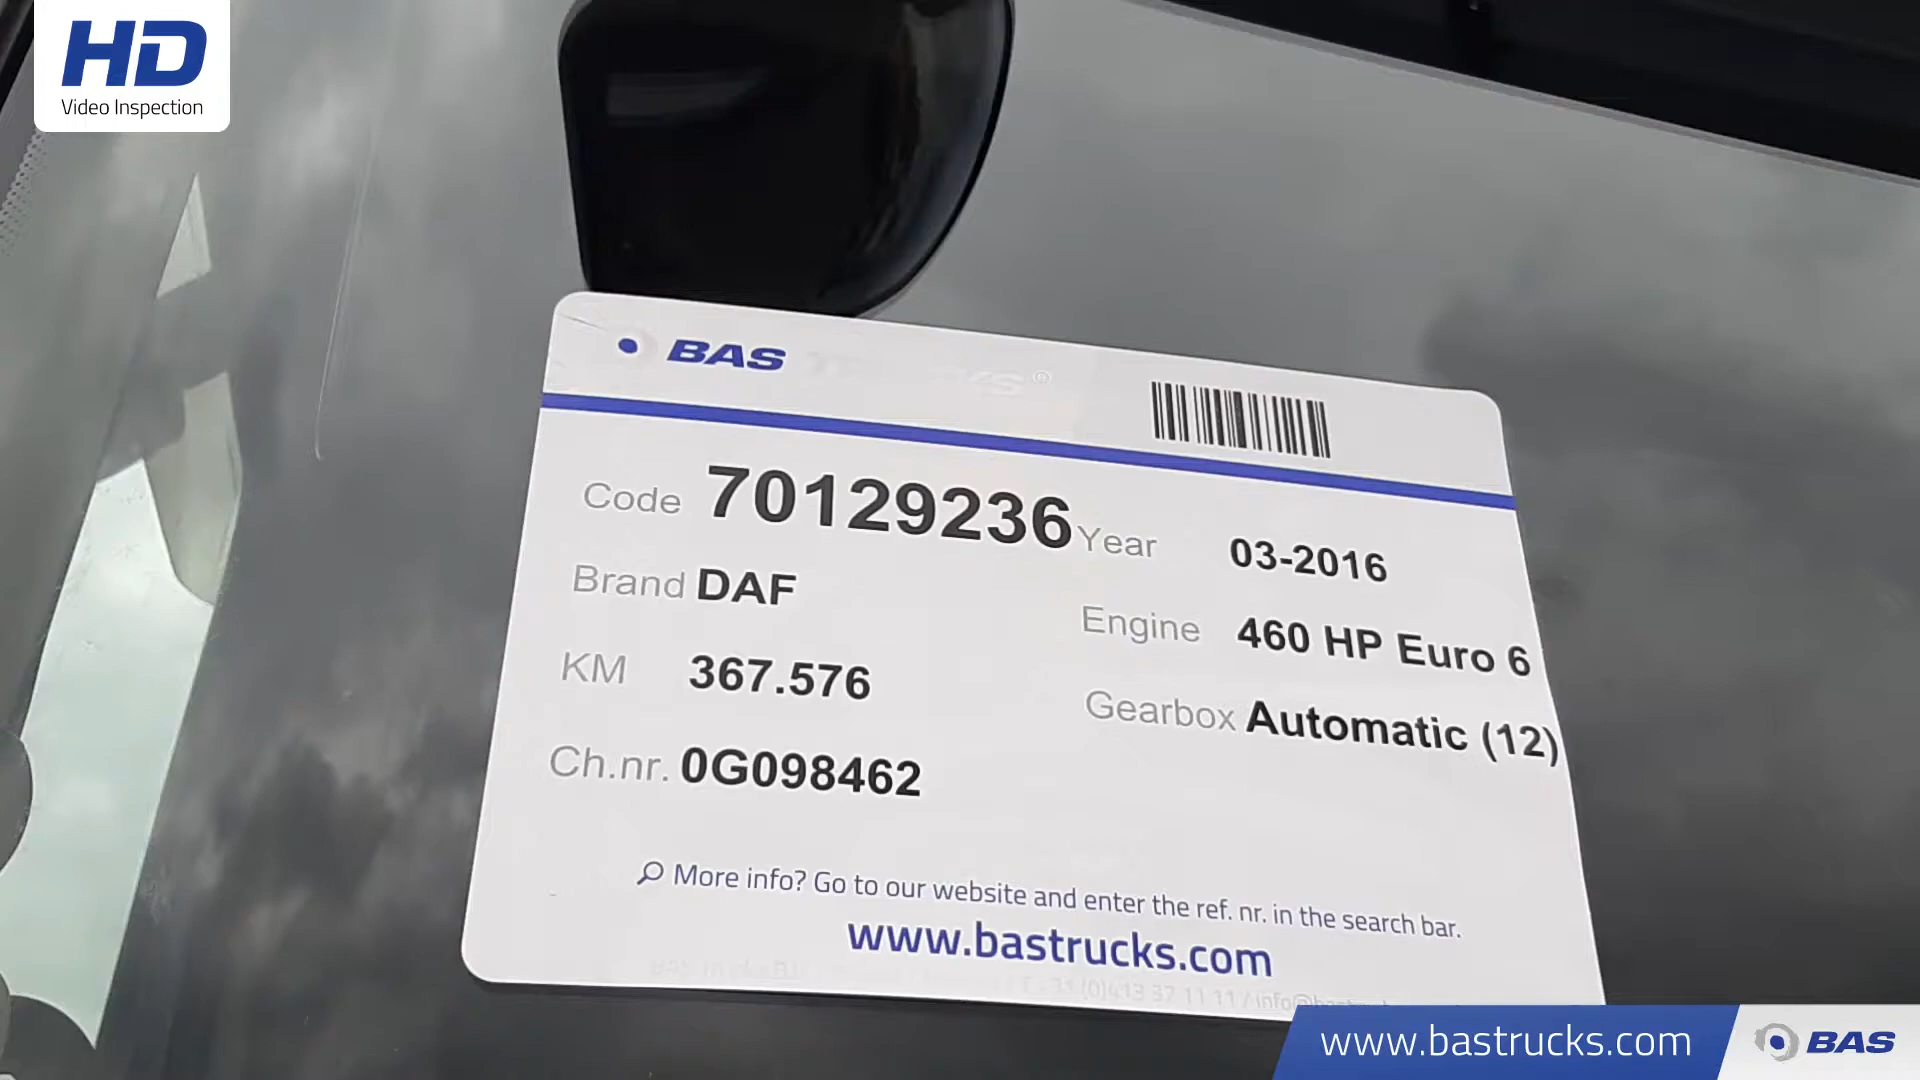 HD
Video Inspection
BAS
Code 70129236 Year 03-2016
Brand DAF
Engine 460 HP Euro 6
KM 367.576
Gearbox Automatic (12)
Ch.nr. 0G098462
More info? Go to our website and enter the ref. nr. in the search bar.
www.bastrucks.com
www.bastrucks.com
BAS